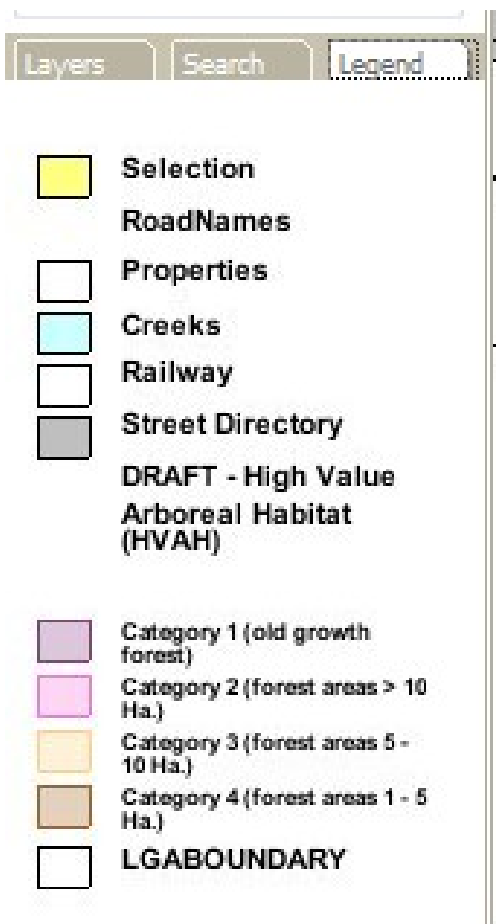 Layers Search Legend
Selection
RoadNames
Properties
Creeks
Railway
Street Directory
DRAFT - High Value
Arboreal Habitat
(HVAH)
Category 1 (old growth
forest)
Category 2 (forest areas > 10
Ha.)
Category 3 (forest areas 5 -
10 Ha.)
Category 4 (forest areas 1 - 5
Ha.)
LGABOUNDARY